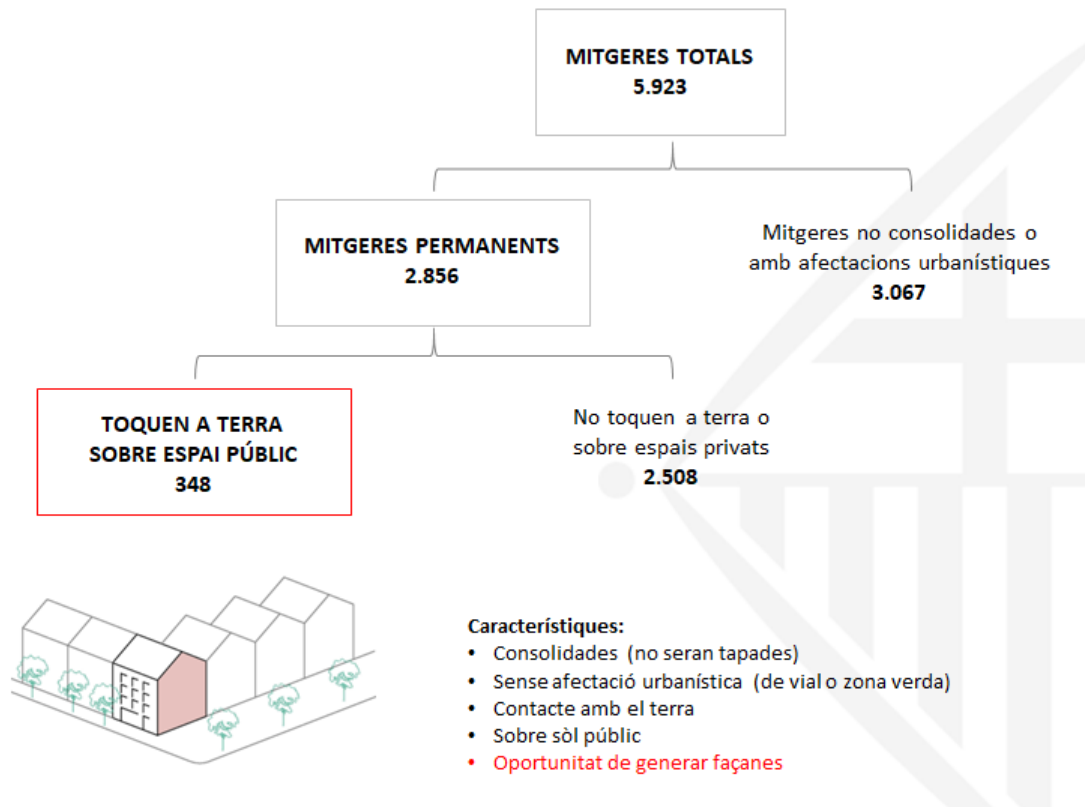 MITGERES TOTALS
5.923
MITGERES PERMANENTS
2.856
Mitgeres no consolidades o
amb afectacions urbanístiques
3.067
TOQUEN A TERRA
SOBRE ESPAI PÚBLIC
348
No toquen a terra o
sobre espais privats
2.508
Característiques:
• Consolidades (no seran tapades)
• Sense afectació urbanística (de vial o zona verda)
• Contacte amb el terra
• Sobre sòl públic
• Oportunitat de generar façanes